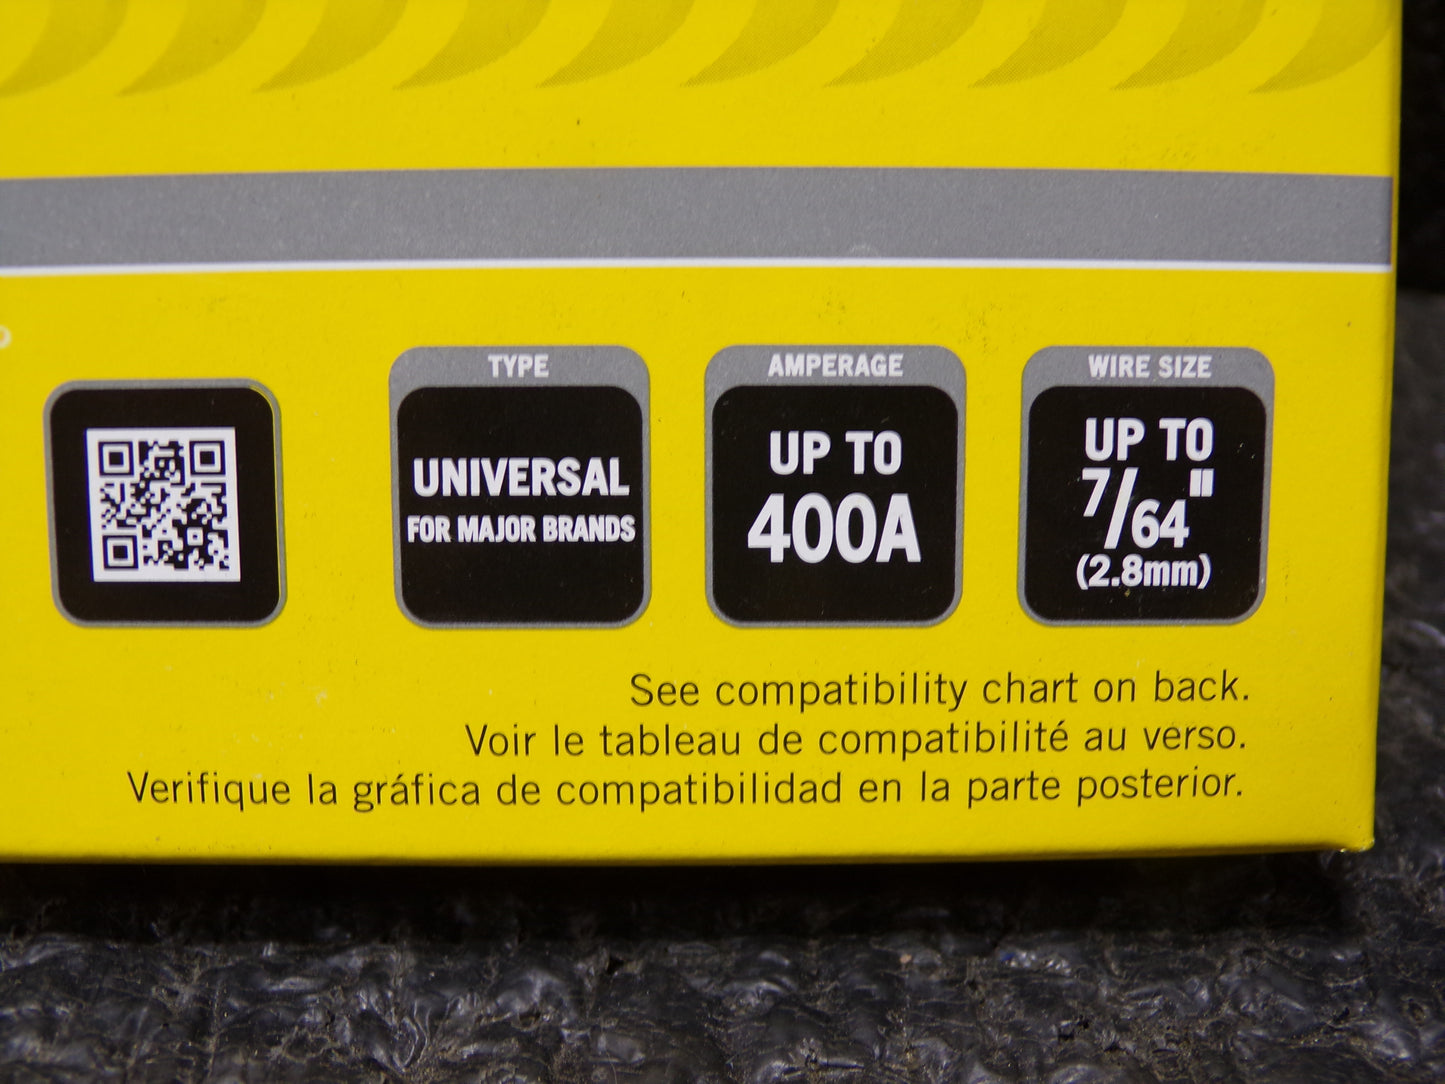 TYPE
UNIVERSAL
FOR MAJOR BRANDS
AMPERAGE
UP TO
400A
WIRE SIZE
UP TO
7/64"
(2.8mm)
See compatibility chart on back.
Voir le tableau de compatibilité au verso.
Verifique la gráfica de compatibilidad en la parte posterior.